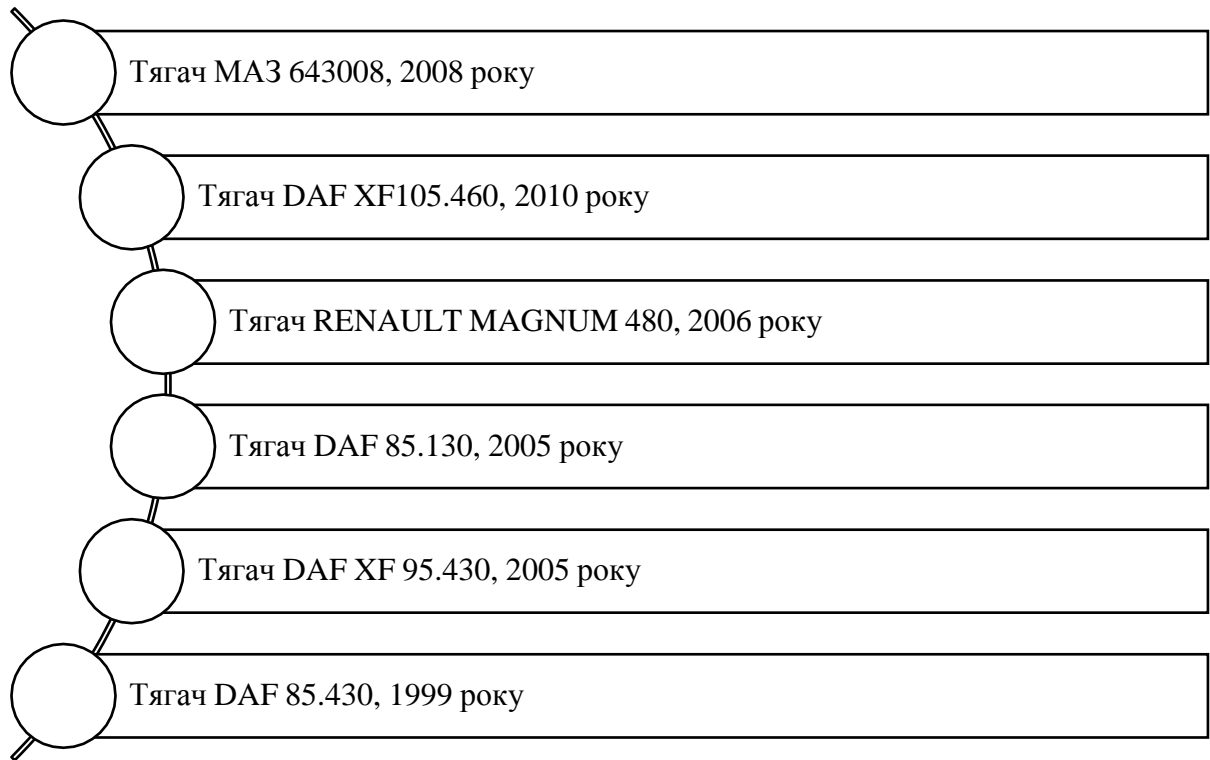 Тягач МАЗ 643008, 2008 року
Тягач DAF XF105.460, 2010 року
Тягач RENAULT MAGNUM 480, 2006 року
Тягач DAF 85.130, 2005 року
Тягач DAF XF 95.430, 2005 року
Тягач DAF 85.430, 1999 року